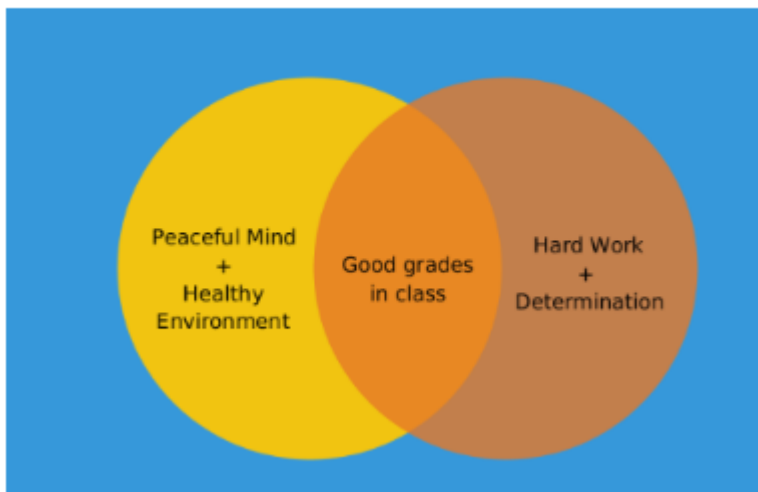 Peaceful Mind
+
Healthy
Environment
Good grades
in class
Hard Work
+
Determination